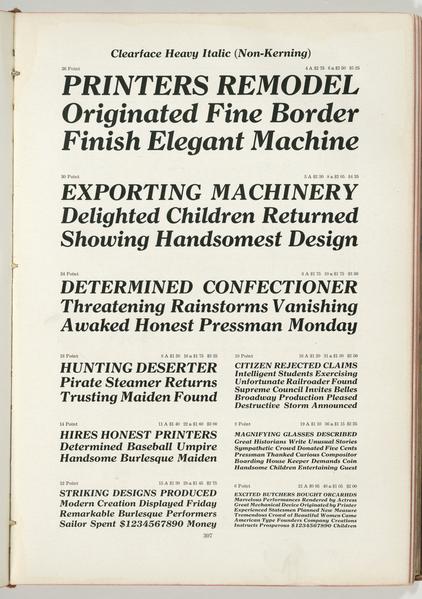 Clearface Heavy Italic (Non-Kerning)
36 Point
PRINTERS REMODEL
Originated Fine Border
Finish Elegant Machine
30 Point
EXPORTING MACHINERY
Delighted Children Returned
Showing Handsomest Design
24 Point
DETERMINED CONFECTIONER
Threatening Rainstorms Vanishing
Awaked Honest Pressman Monday
18 Point
HUNTING DESERTER
Pirate Steamer Returns
Trusting Maiden Found
14 Point
HIRES HONEST PRINTERS
Determined Baseball Umpire
Handsome Burlesque Maiden
12 Point
STRIKING DESIGNS PRODUCED
Modern Creation Displayed Friday
Remarkable Burlesque Performers
Sailor Spent $1234567890 Money
10 Point
CITIZEN REJECTED CLAIMS
Intelligent Students Exercising
Unfortunate Railroader Found
Supreme Council Invites Belles
Broadway Production Pleased
Destructive Storm Announced
Point
MAGNIFYING GLASSES DESCRIBED
Great Historians Write Unusual Stories
Sympathetic Crowd Donated Five Cents
Pressman Thanked Curious Compositor
Boarding House Keeper Demands Coin
Handsome Children Entertaining Guest
6 Point
EXCITED BUTCHERS BOUGHT ORCHARDS
Marvelous Performances Rendered by Actress
Great Mechanical Device Originated by Printer
Experienced Statesmen Planned New Measure
Tremendous Crowd of Beautiful Women Came
American Type Founders Company Creations
Instructs Prosperous $1234567890 Children
397